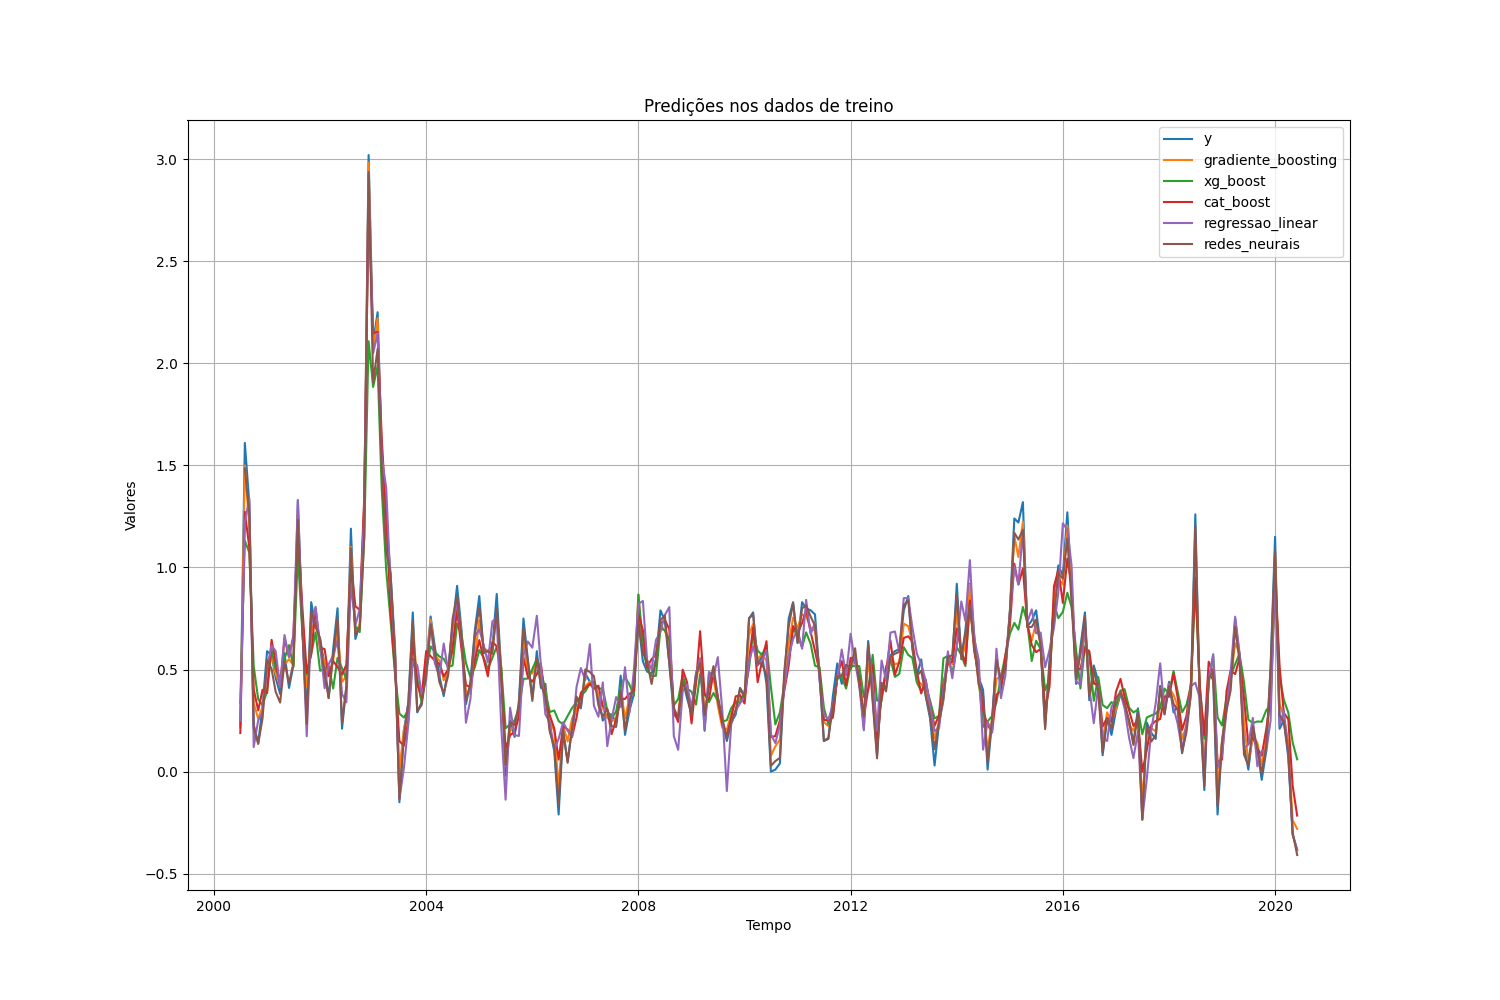 Predições nos dados de treino
y
gradiente_boosting
xg_boost
cat_boost
regressao_linear
redes_neurais
Valores
3.0
2.5
2.0
1.5
1.0
0.5
0.0
−0.5
2000
2004
2008
2012
2016
2020
Tempo